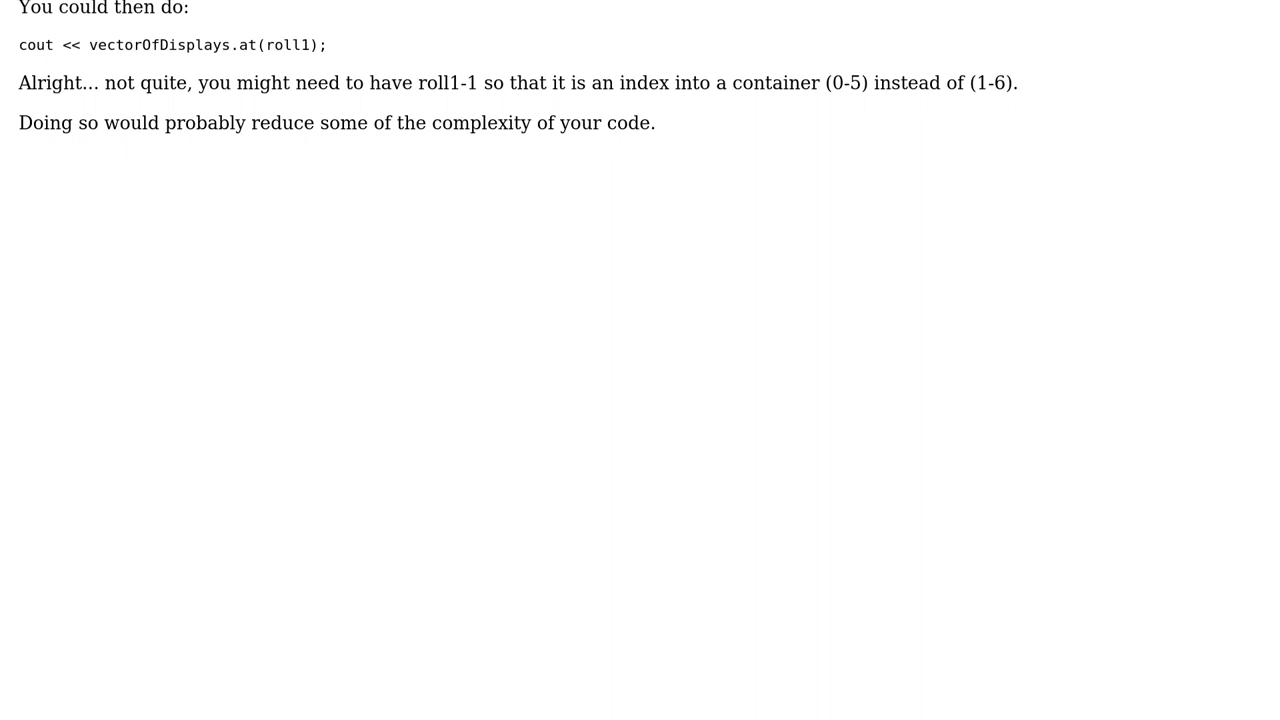 You could then do:
cout << vectorOfDisplays.at(roll1);
Alright... not quite, you might need to have roll1-1 so that it is an index into a container (0-5) instead of (1-6).
Doing so would probably reduce some of the complexity of your code.